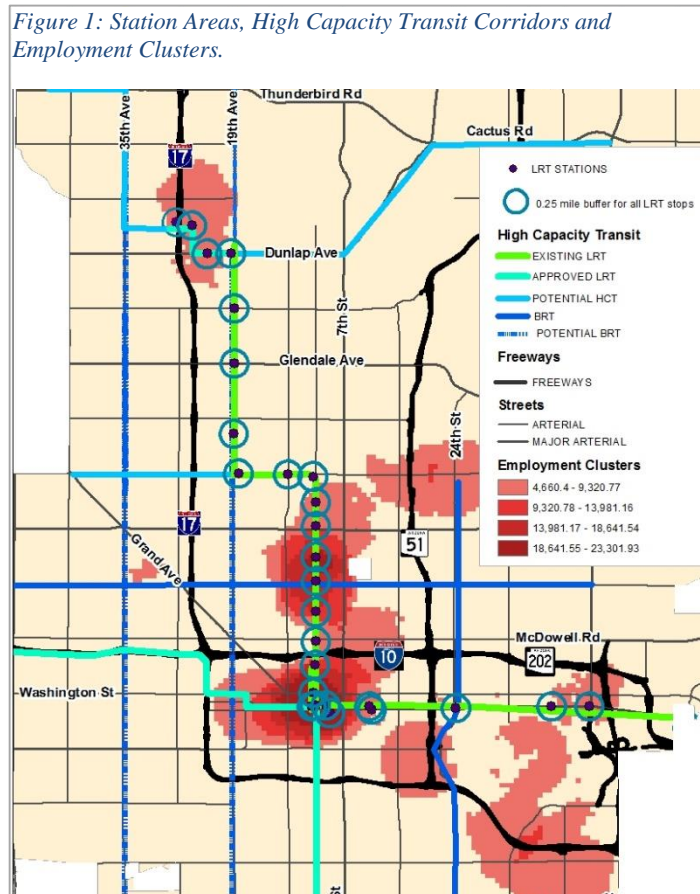 Figure 1: Station Areas, High Capacity Transit Corridors and
Employment Clusters.
Thunderbird Rd
35th Ave
19th Ave
Cactus Rd
17
LRT STATIONS
0.25 mile buffer for all LRT stops
High Capacity Transit
EXISTING LRT
APPROVED LRT
POTENTIAL HCT
BRT
POTENTIAL BRT
Freeways
FREEWAYS
Streets
ARTERIAL
MAJOR ARTERIAL
Employment Clusters
4,660.4 - 9,320.77
9,320.78 - 13,981.16
13,981.17 - 18,641.54
18,641.55 - 23,301.93
Dunlap Ave
7th St
Glendale Ave
24th St
17
51
Grand Ave
McDowell Rd
10
202
Washington St
St